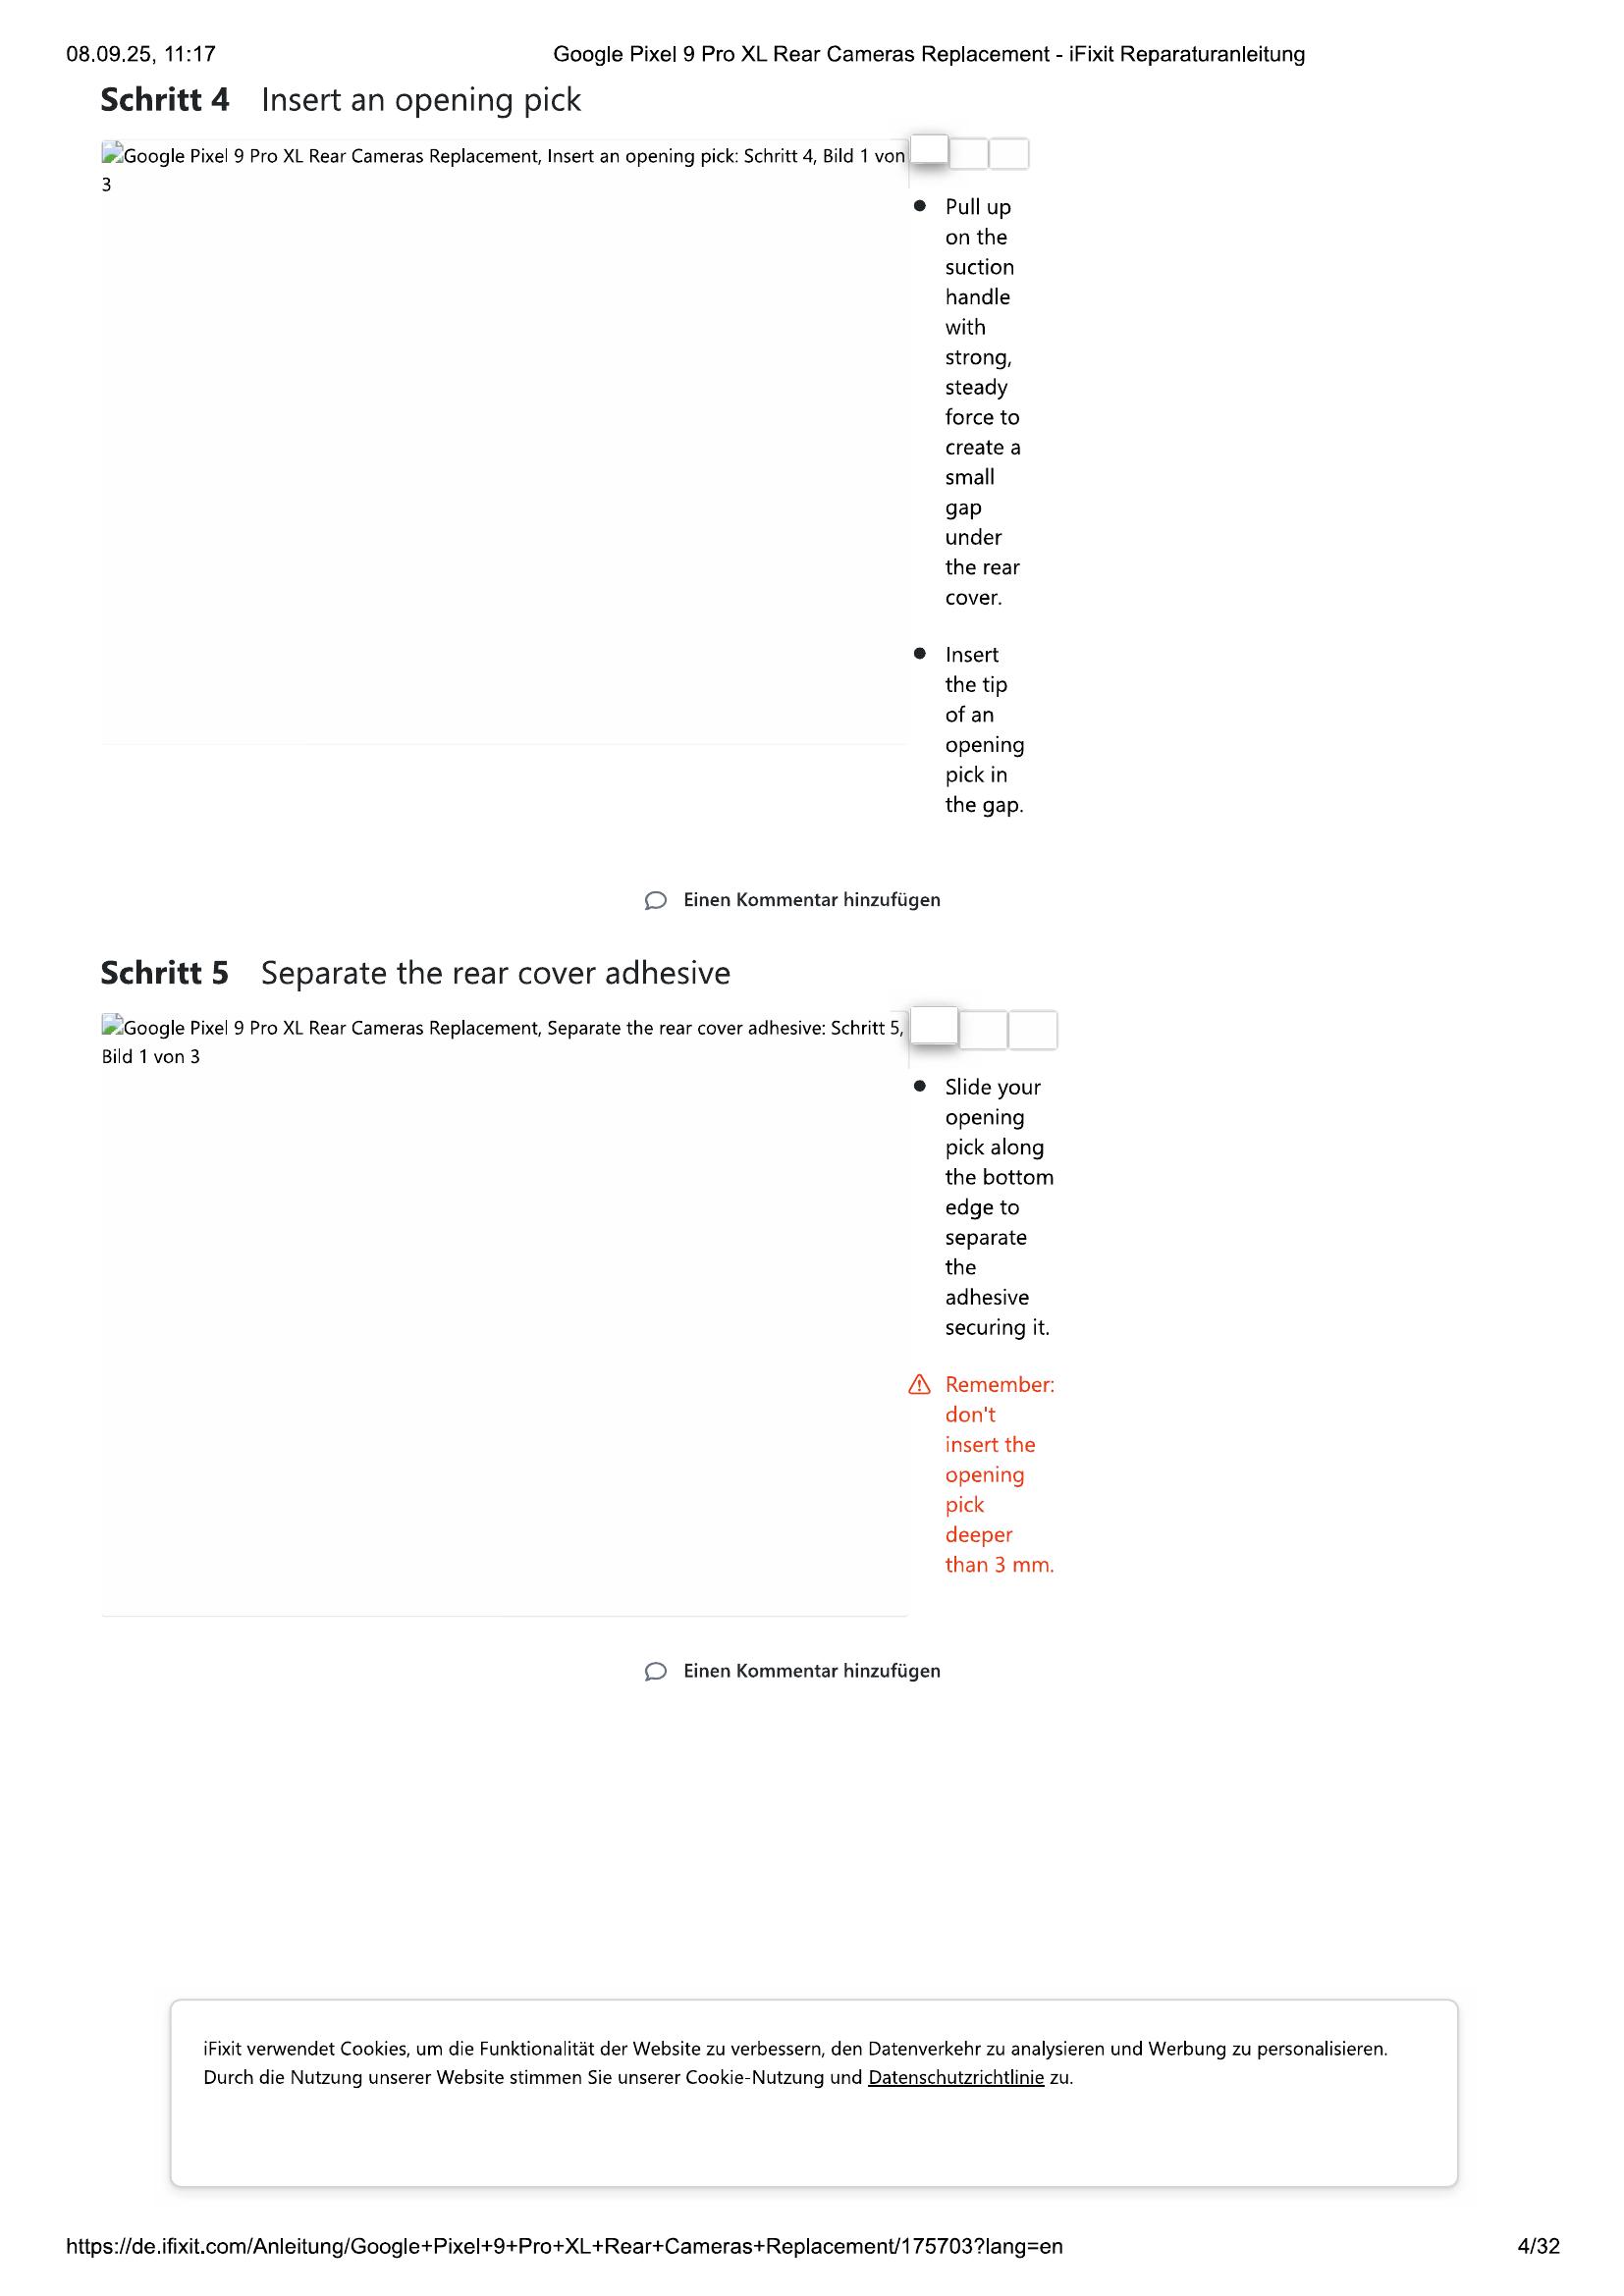 08.09.25, 11:17 Google Pixel 9 Pro XL Rear Cameras Replacement - iFixit Reparaturanleitung
Schritt 4 Insert an opening pick
Google Pixel 9 Pro XL Rear Cameras Replacement, Insert an opening pick: Schritt 4, Bild 1 von
3
Pull up
on the
suction
handle
with
strong,
steady
force to
create a
small
gap
under
the rear
cover.
Insert
the tip
of an
opening
pick in
the gap.
Einen Kommentar hinzufügen
Schritt 5 Separate the rear cover adhesive
Google Pixel 9 Pro XL Rear Cameras Replacement, Separate the rear cover adhesive: Schritt 5,
Bild 1 von 3
Slide your
opening
pick along
the bottom
edge to
separate
the
adhesive
securing it.
Remember:
don't
insert the
opening
pick
deeper
than 3 mm.
Einen Kommentar hinzufügen
iFixit verwendet Cookies, um die Funktionalität der Website zu verbessern, den Datenverkehr zu analysieren und Werbung zu personalisieren.
Durch die Nutzung unserer Website stimmen Sie unserer Cookie-Nutzung und Datenschutzrichtlinie zu.
https://de.ifixit.com/Anleitung/Google+Pixel+9+Pro+XL+Rear+Cameras+Replacement/175703?lang=en 4/32